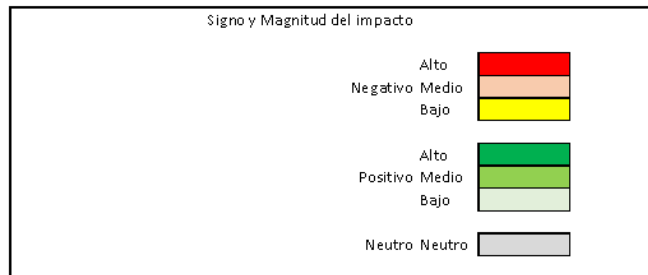 Signo y Magnitud del impacto
Alto
Negativo Medio
Bajo
Alto
Positivo Medio
Bajo
Neutro Neutro